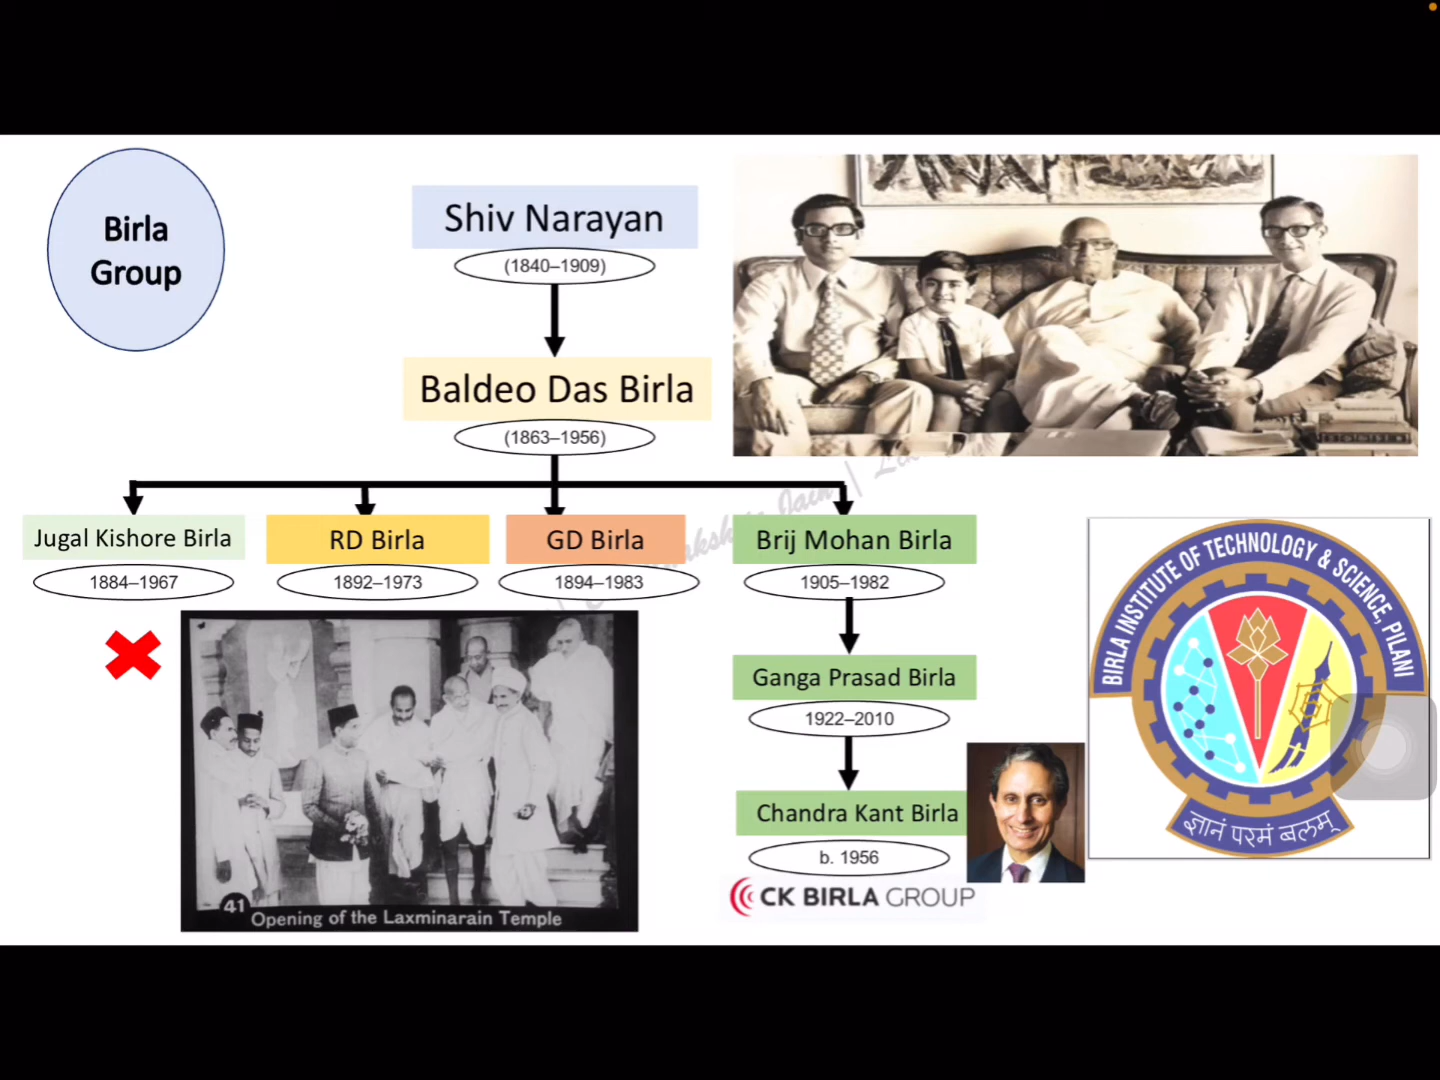 Birla
Group
Shiv Narayan
(1840–1909)
Baldeo Das Birla
(1863–1956)
Jugal Kishore Birla
RD Birla
GD Birla
Brij Mohan Birla
1884–1967
1892–1973
1894–1983
1905–1982
Ganga Prasad Birla
1922–2010
Chandra Kant Birla
b. 1956
CK BIRLA GROUP
41
Opening of the Laxminarain Temple
BIRLA INSTITUTE OF TECHNOLOGY & SCIENCE, PILANI
ज्ञानं परमं बलम्
Jain |